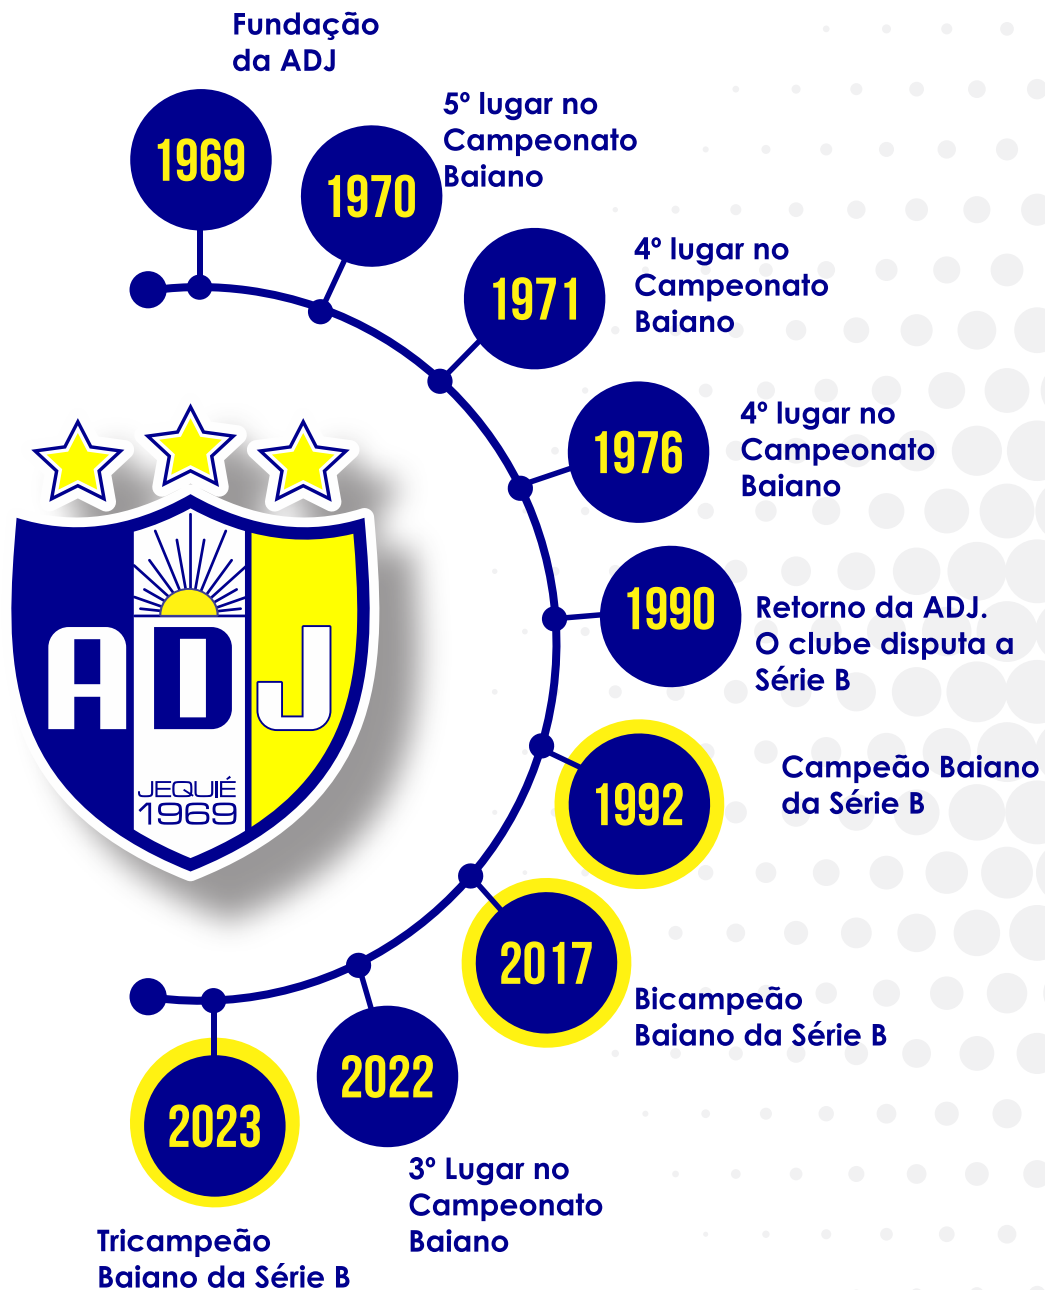 Fundação
da ADJ
1969
5º lugar no
Campeonato
Baiano
1970
4º lugar no
Campeonato
Baiano
1971
4º lugar no
Campeonato
Baiano
1976
1990
Retorno da ADJ.
O clube disputa a
Série B
ADJ
JEQUIÉ
1969
Campeão Baiano
da Série B
1992
2017
Bicampeão
Baiano da Série B
2022
3º Lugar no
Campeonato
Baiano
2023
Tricampeão
Baiano da Série B